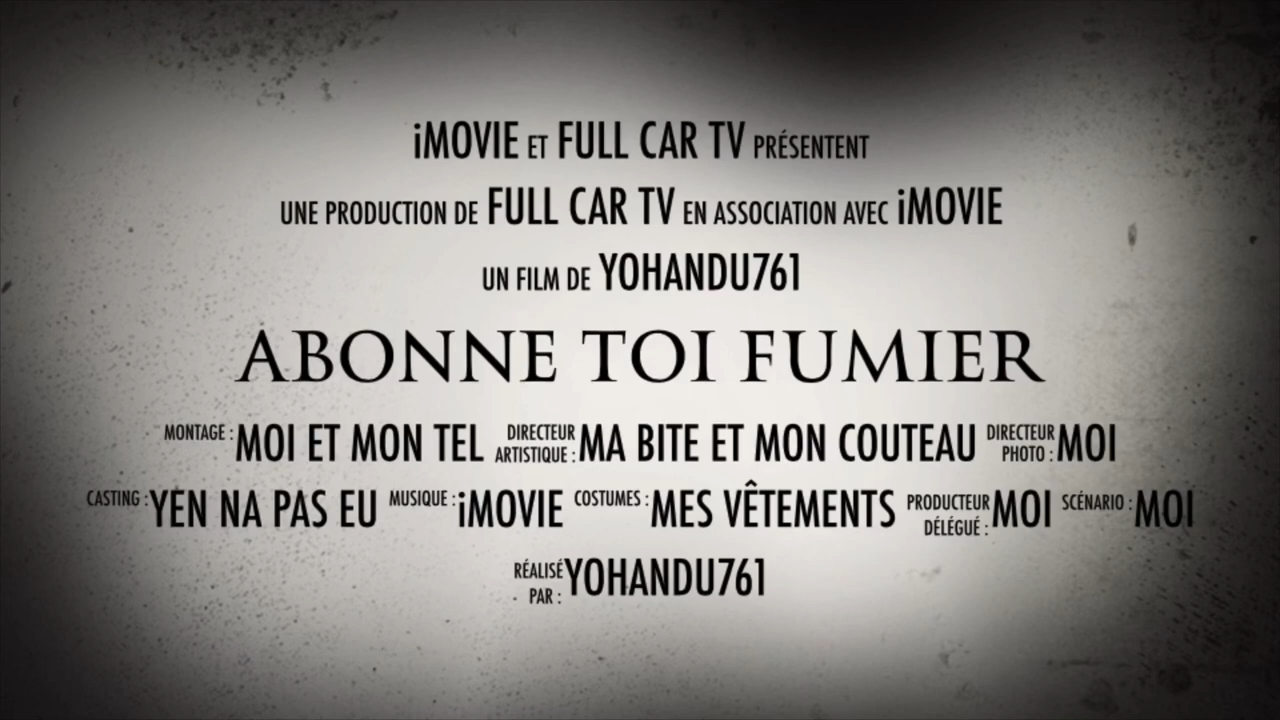 iMOVIE ET FULL CAR TV PRÉSENTENT
UNE PRODUCTION DE FULL CAR TV EN ASSOCIATION AVEC iMOVIE
UN FILM DE YOHANDU761
ABONNE TOI FUMIER
MONTAGE : MOI ET MON TEL DIRECTEUR ARTISTIQUE : MA BITE ET MON COUTEAU DIRECTEUR PHOTO : MOI
CASTING : YEN NA PAS EU MUSIQUE : iMOVIE COSTUMES : MES VÊTEMENTS PRODUCTEUR DÉLÉGUÉ : MOI SCÉNARIO : MOI
RÉALISÉ PAR : YOHANDU761